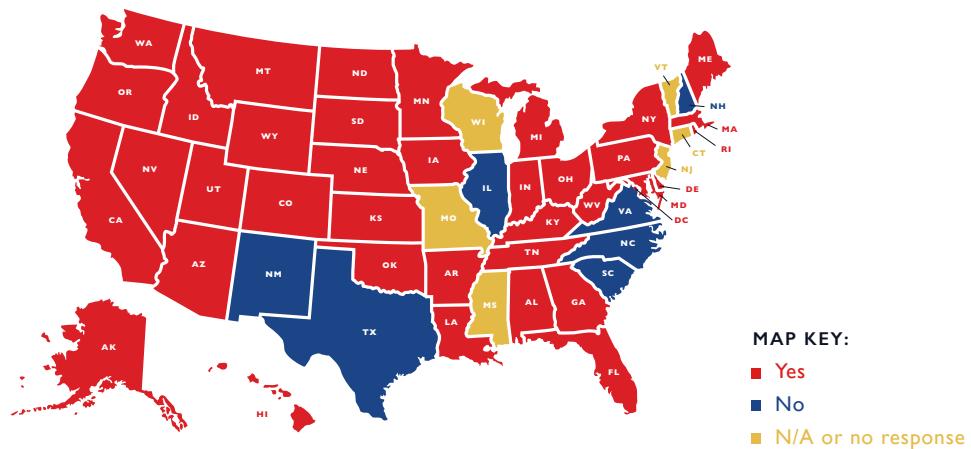 WA
OR
ID
MT
ND
MN
SD
WY
NV
UT
CO
CA
AZ
NM
NE
KS
OK
TX
IA
MO
AR
LA
WI
IL
MI
IN
OH
KY
TN
MS
AL
GA
FL
SC
NC
VA
WV
PA
NY
VT
NH
ME
MA
RI
CT
NJ
DE
MD
DC
AK
HI
MAP KEY:
Yes
No
N/A or no response